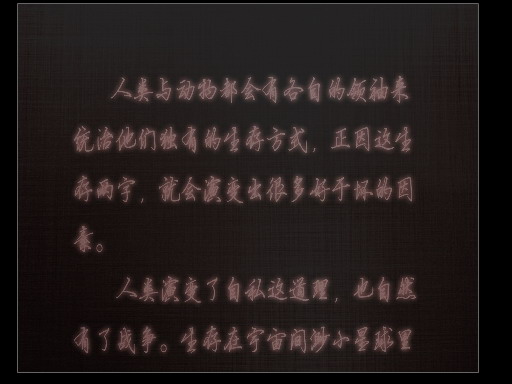 人类与动物都会有各自的领袖来
统治他们独有的生存方式，正因这生
存两字，就会演变出很多好于坏的因
素。
人类演变了自私这道理，也自然
有了战争。生存在宇宙间渺小星球里